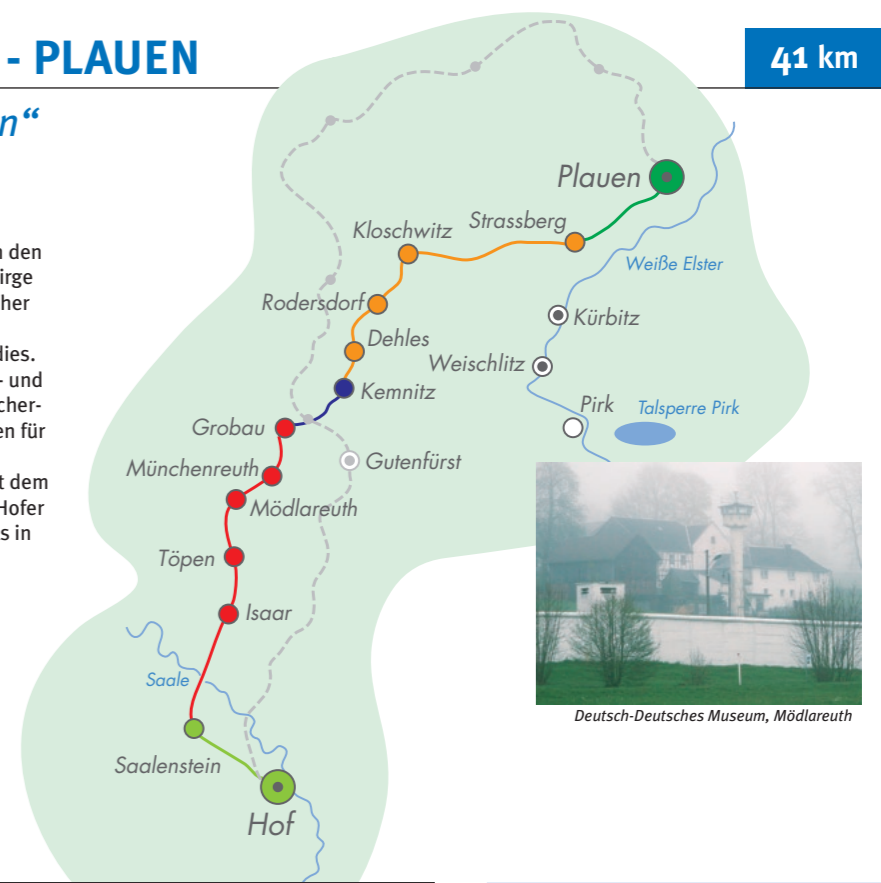 - PLAUEN
41 km
n“
n den
irge
her
dies.
- und
cher-
en für
t dem
Hofer
s in
Plauen
Strassberg
Kloschwitz
Weiße Elster
Rodersdorf
Kürbitz
Dehles
Weischlitz
Kemnitz
Pirk
Talsperre Pirk
Grobau
Gutenfürst
Münchenreuth
Mödlareuth
Töpen
Isaar
Saale
Deutsch-Deutsches Museum, Mödlareuth
Saalenstein
Hof